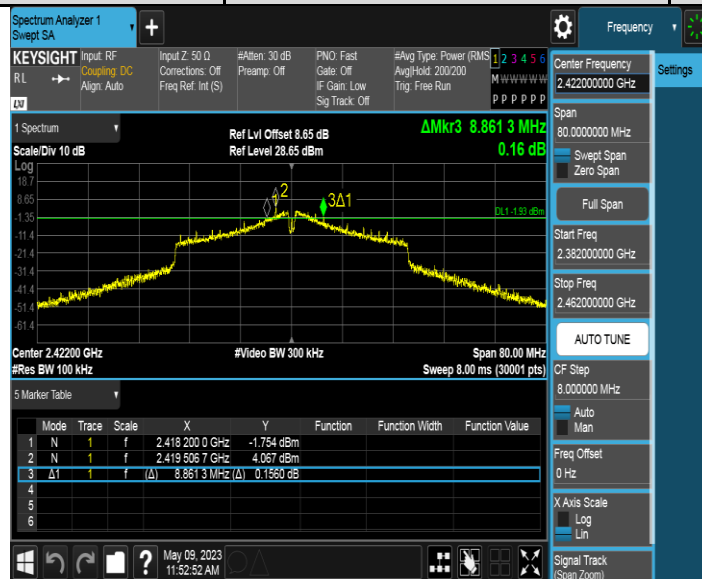 Spectrum Analyzer 1
Swept SA
+
Frequency
KEYSIGHT
RL
LXI
Input: RF
Coupling: DC
Align: Auto
Input Z: 50 Ω
Corrections: Off
Freq Ref: Int (S)
#Atten: 30 dB
Preamp: Off
PNO: Fast
Gate: Off
IF Gain: Low
Sig Track: Off
#Avg Type: Power (RMS
Avg|Hold: 200/200
Trig: Free Run
1 2 3 4 5 6
M W W W W W
P P P P P P
Settings
1 Spectrum
Scale/Div 10 dB
Ref Lvl Offset 8.65 dB
Ref Level 28.65 dBm
ΔMkr3 8.861 3 MHz
0.16 dB
Log
18.7
8.65
-1.35
-11.4
-21.4
-31.4
-41.4
-51.4
-61.4
2
3Δ1
DL1 -1.93 dBm
Center 2.42200 GHz
#Res BW 100 kHz
#Video BW 300 kHz
Span 80.00 MHz
Sweep 8.00 ms (30001 pts)
5 Marker Table
Mode Trace Scale X Y Function Function Width Function Value
1 N 1 f 2.418 200 0 GHz -1.754 dBm
2 N 1 f 2.419 506 7 GHz 4.067 dBm
3 Δ1 1 f (Δ) 8.861 3 MHz (Δ) 0.1560 dB
4
5
6
?
May 09, 2023
11:52:52 AM
Center Frequency
2.422000000 GHz
Span
80.0000000 MHz
Swept Span
Zero Span
Full Span
Start Freq
2.382000000 GHz
Stop Freq
2.462000000 GHz
AUTO TUNE
CF Step
8.000000 MHz
Auto
Man
Freq Offset
0 Hz
X Axis Scale
Log
Lin
Signal Track
(Span Zoom)